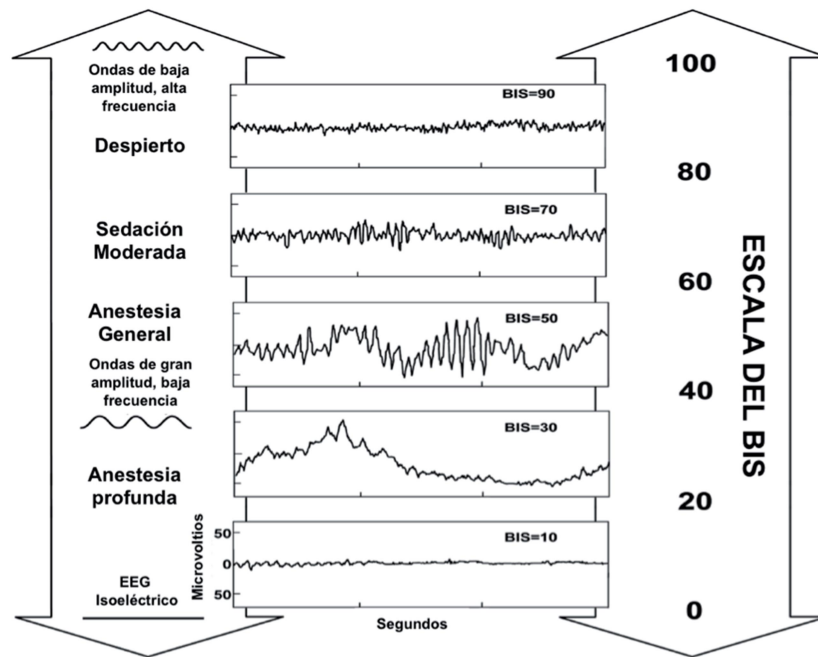 Ondas de baja
amplitud, alta
frecuencia
Despierto
Sedación
Moderada
Anestesia
General
Ondas de gran
amplitud, baja
frecuencia
Anestesia
profunda
EEG
Isoeléctrico
BIS=90
BIS=70
BIS=50
BIS=30
BIS=10
Microvoltios
50
0
50
Segundos
100
80
60
40
20
0
ESCALA DEL BIS